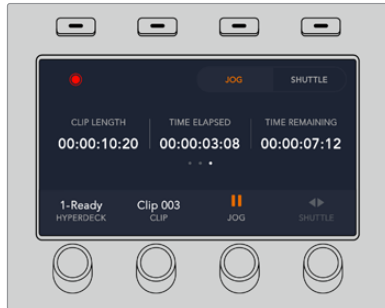 JOG SHUTTLE
CLIP LENGTH TIME ELAPSED TIME REMAINING
00:00:10:20 00:00:03:08 00:00:07:12
1-Ready Clip 003
HYPERDECK CLIP JOG SHUTTLE